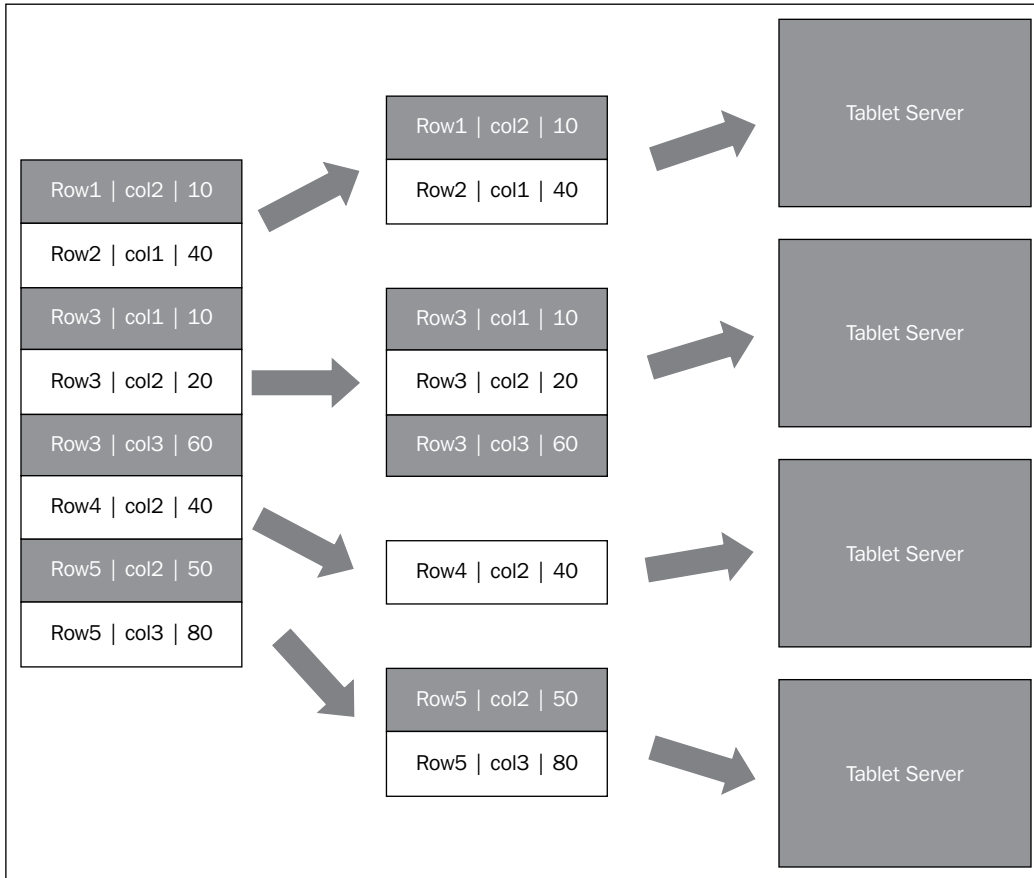 Row1 | col2 | 10
Row2 | col1 | 40
Row3 | col1 | 10
Row3 | col2 | 20
Row3 | col3 | 60
Row4 | col2 | 40
Row5 | col2 | 50
Row5 | col3 | 80
Row1 | col2 | 10
Row2 | col1 | 40
Row3 | col1 | 10
Row3 | col2 | 20
Row3 | col3 | 60
Row4 | col2 | 40
Row5 | col2 | 50
Row5 | col3 | 80
Tablet Server
Tablet Server
Tablet Server
Tablet Server